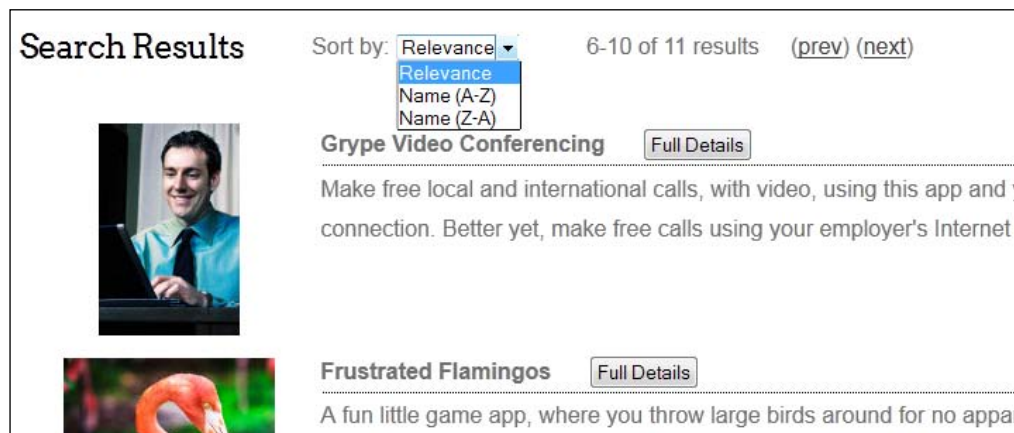 Search Results Sort by: Relevance 6-10 of 11 results (prev) (next)
Relevance
Name (A-Z)
Name (Z-A)
Grype Video Conferencing Full Details
Make free local and international calls, with video, using this app and
connection. Better yet, make free calls using your employer's Internet
Frustrated Flamingos Full Details
A fun little game app, where you throw large birds around for no